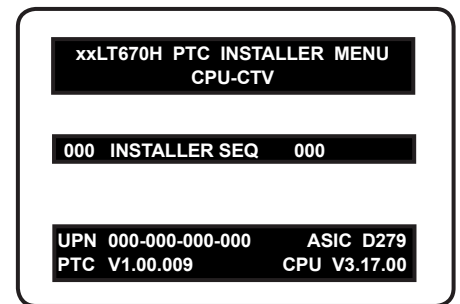 xxLT670H PTC INSTALLER MENU
CPU-CTV
000 INSTALLER SEQ 000
UPN 000-000-000-000 ASIC D279
PTC V1.00.009 CPU V3.17.00